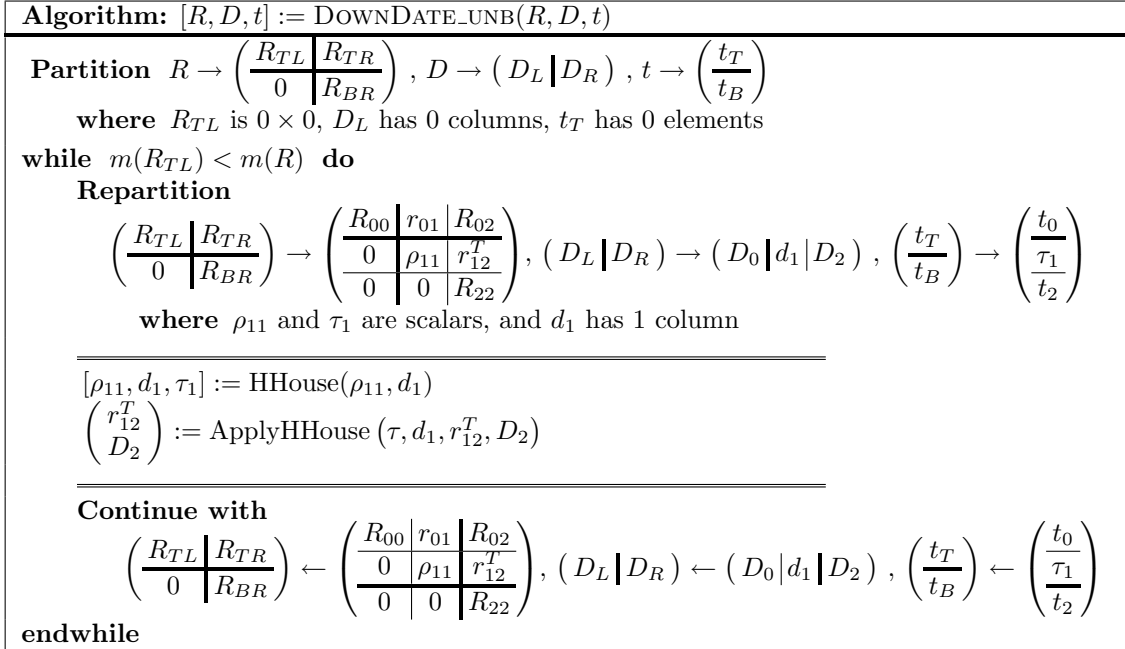 Algorithm: [R, D, t] := DOWNDATE_UNB(R, D, t)
Partition R → ( R_TL | R_TR ; 0 | R_BR ) , D → ( D_L | D_R ) , t → ( t_T ; t_B )
where R_TL is 0 × 0, D_L has 0 columns, t_T has 0 elements
while m(R_TL) < m(R) do
Repartition
( R_TL | R_TR ; 0 | R_BR ) → ( R_00 | r_01 | R_02 ; 0 | ρ_11 | r_12^T ; 0 | 0 | R_22 ), ( D_L | D_R ) → ( D_0 | d_1 | D_2 ) , ( t_T ; t_B ) → ( t_0 ; τ_1 ; t_2 )
where ρ_11 and τ_1 are scalars, and d_1 has 1 column
[ρ_11, d_1, τ_1] := HHouse(ρ_11, d_1)
( r_12^T ; D_2 ) := ApplyHHouse (τ, d_1, r_12^T, D_2)
Continue with
( R_TL | R_TR ; 0 | R_BR ) ← ( R_00 | r_01 | R_02 ; 0 | ρ_11 | r_12^T ; 0 | 0 | R_22 ), ( D_L | D_R ) ← ( D_0 | d_1 | D_2 ) , ( t_T ; t_B ) ← ( t_0 ; τ_1 ; t_2 )
endwhile